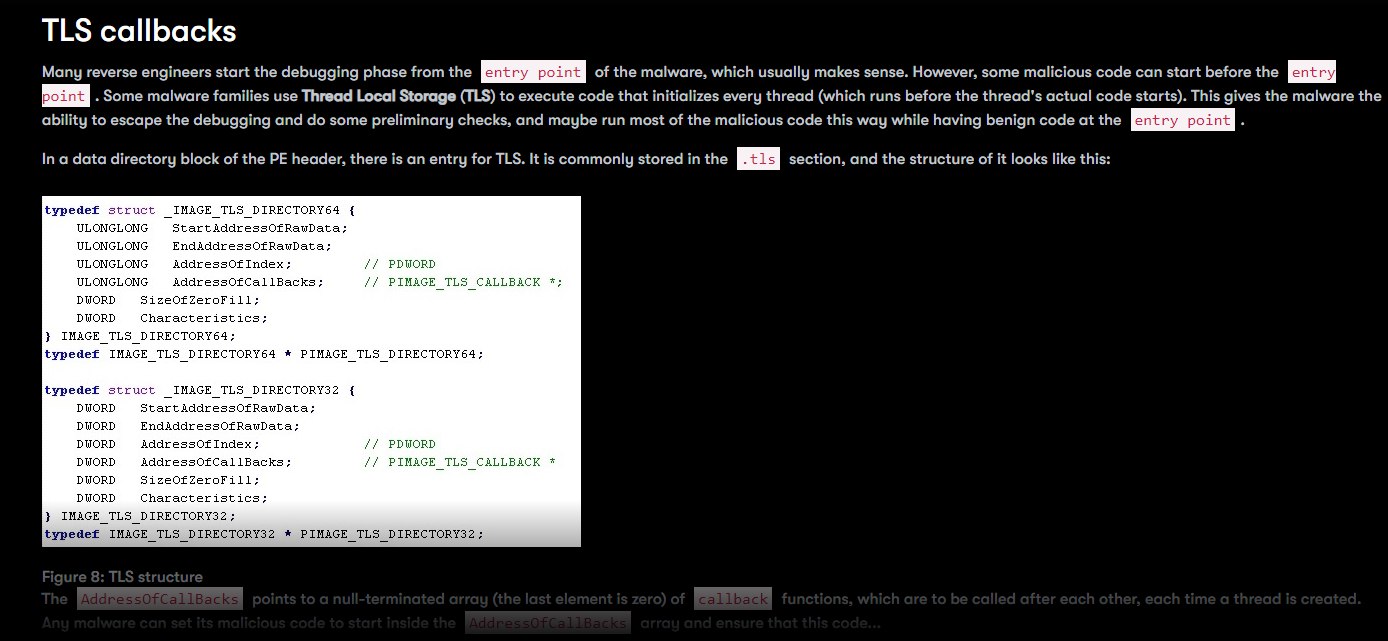 TLS callbacks
Many reverse engineers start the debugging phase from the entry point of the malware, which usually makes sense. However, some malicious code can start before the entry
point . Some malware families use Thread Local Storage (TLS) to execute code that initializes every thread (which runs before the thread's actual code starts). This gives the malware the
ability to escape the debugging and do some preliminary checks, and maybe run most of the malicious code this way while having benign code at the entry point .
In a data directory block of the PE header, there is an entry for TLS. It is commonly stored in the .tls section, and the structure of it looks like this:
typedef struct _IMAGE_TLS_DIRECTORY64 {
ULONGLONG StartAddressOfRawData;
ULONGLONG EndAddressOfRawData;
ULONGLONG AddressOfIndex; // PDWORD
ULONGLONG AddressOfCallBacks; // PIMAGE_TLS_CALLBACK *;
DWORD SizeOfZeroFill;
DWORD Characteristics;
} IMAGE_TLS_DIRECTORY64;
typedef IMAGE_TLS_DIRECTORY64 * PIMAGE_TLS_DIRECTORY64;
typedef struct _IMAGE_TLS_DIRECTORY32 {
DWORD StartAddressOfRawData;
DWORD EndAddressOfRawData;
DWORD AddressOfIndex; // PDWORD
DWORD AddressOfCallBacks; // PIMAGE_TLS_CALLBACK *
DWORD SizeOfZeroFill;
DWORD Characteristics;
} IMAGE_TLS_DIRECTORY32;
typedef IMAGE_TLS_DIRECTORY32 * PIMAGE_TLS_DIRECTORY32;
Figure 8: TLS structure
The AddressOfCallBacks points to a null-terminated array (the last element is zero) of callback functions, which are to be called after each other, each time a thread is created.
Any malware can set its malicious code to start inside the AddressOfCallBacks array and ensure that this code...